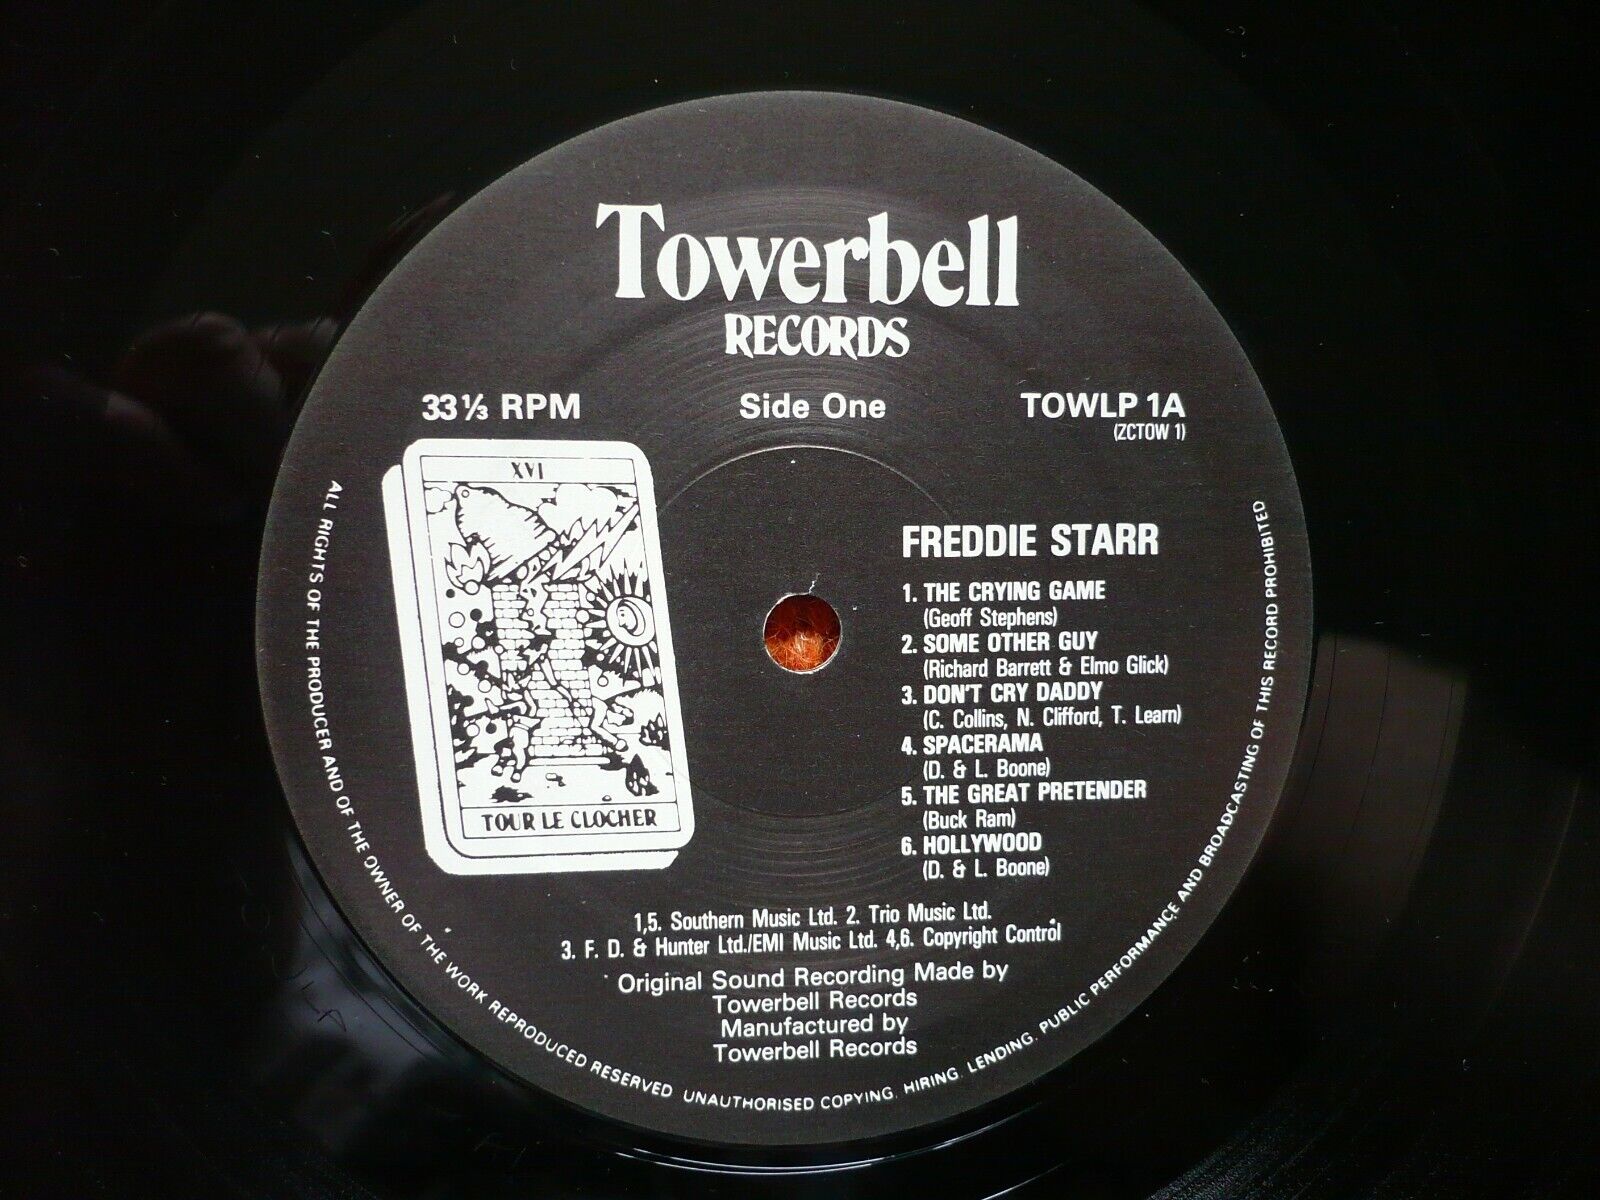 Towerbell
RECORDS
33 ⅓ RPM
Side One
TOWLP 1A
(ZCTOW 1)
XVI
TOUR LE CLOCHER
FREDDIE STARR
1. THE CRYING GAME
(Geoff Stephens)
2. SOME OTHER GUY
(Richard Barrett & Elmo Glick)
3. DON'T CRY DADDY
(C. Collins, N. Clifford, T. Learn)
4. SPACERAMA
(D. & L. Boone)
5. THE GREAT PRETENDER
(Buck Ram)
6. HOLLYWOOD
(D. & L. Boone)
1,5. Southern Music Ltd. 2. Trio Music Ltd.
3. F. D. & Hunter Ltd./EMI Music Ltd. 4,6. Copyright Control
Original Sound Recording Made by
Towerbell Records
Manufactured by
Towerbell Records
ALL RIGHTS OF THE PRODUCER AND OF THE OWNER OF THE WORK REPRODUCED RESERVED UNAUTHORISED COPYING, HIRING, LENDING, PUBLIC PERFORMANCE AND BROADCASTING OF THIS RECORD PROHIBITED